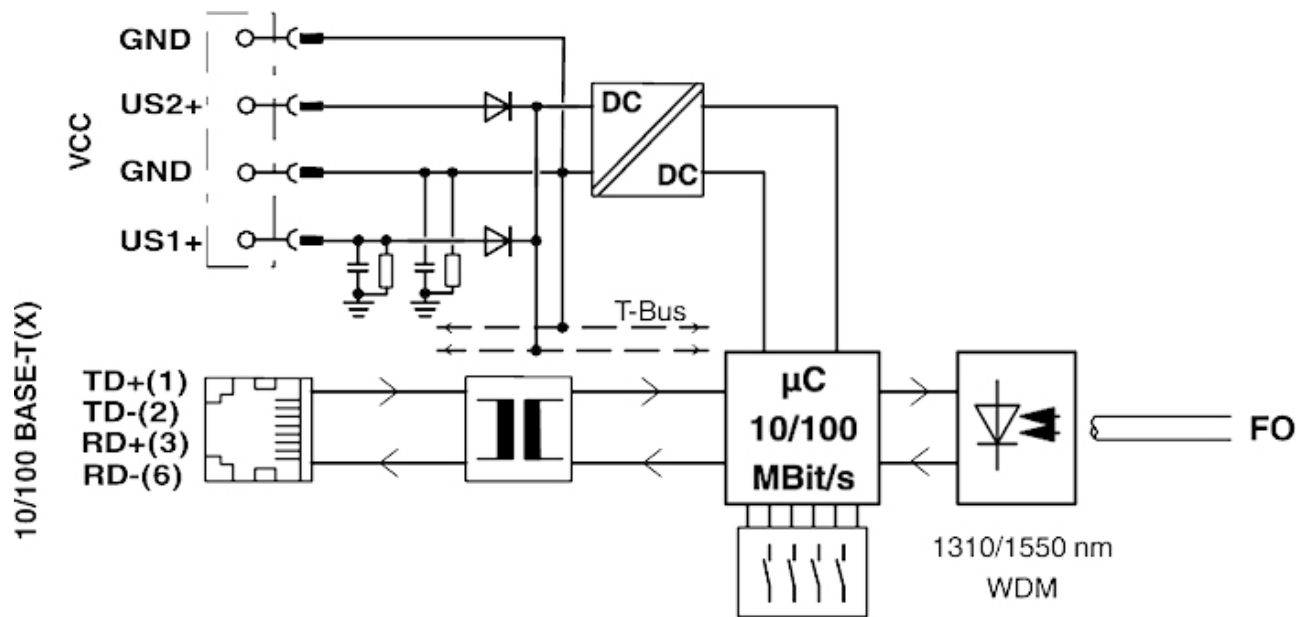 GND
US2+
VCC
GND
US1+
DC
DC
T-Bus
10/100 BASE-T(X)
TD+(1)
TD-(2)
RD+(3)
RD-(6)
µC
10/100
MBit/s
FO
1310/1550 nm
WDM